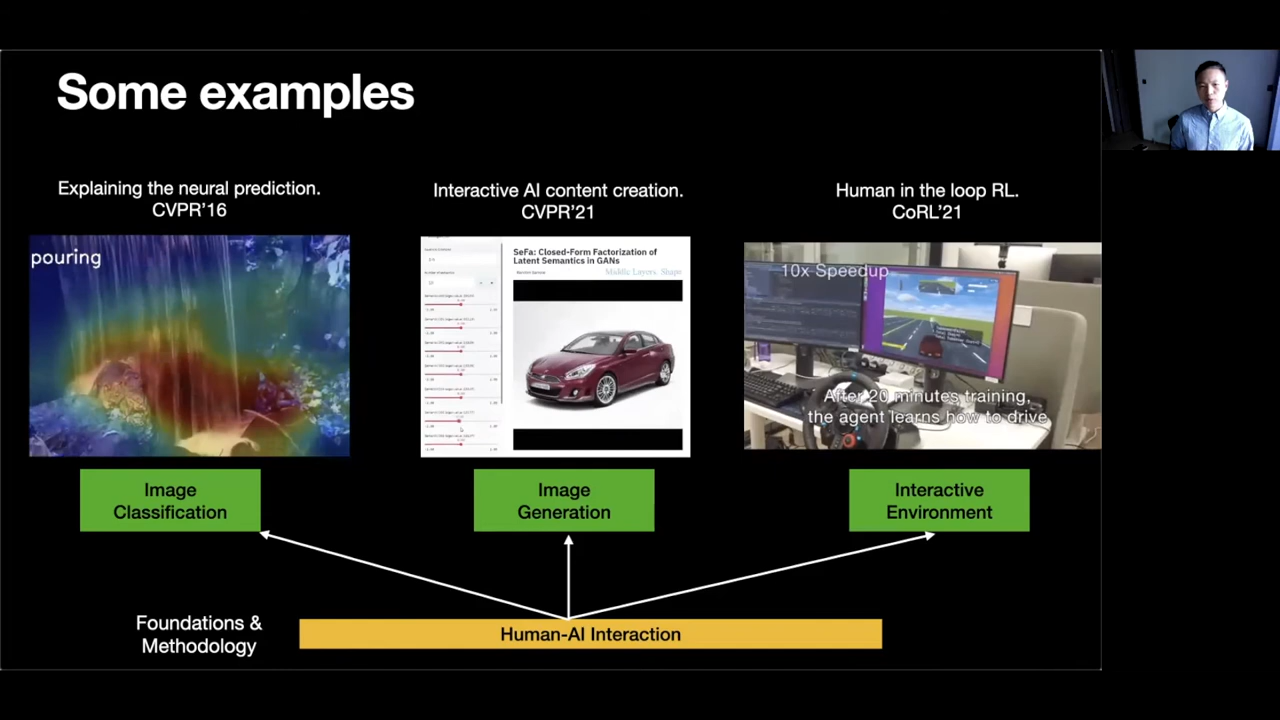 Some examples
Explaining the neural prediction.
CVPR'16
Interactive AI content creation.
CVPR'21
Human in the loop RL.
CoRL'21
pouring
SeFa: Closed-Form Factorization of
Latent Semantics in GANs
Middle Layers, Shape
10x Speedup
After 20 minutes training,
the agent learns how to drive
Image
Classification
Image
Generation
Interactive
Environment
Foundations &
Methodology
Human-AI Interaction